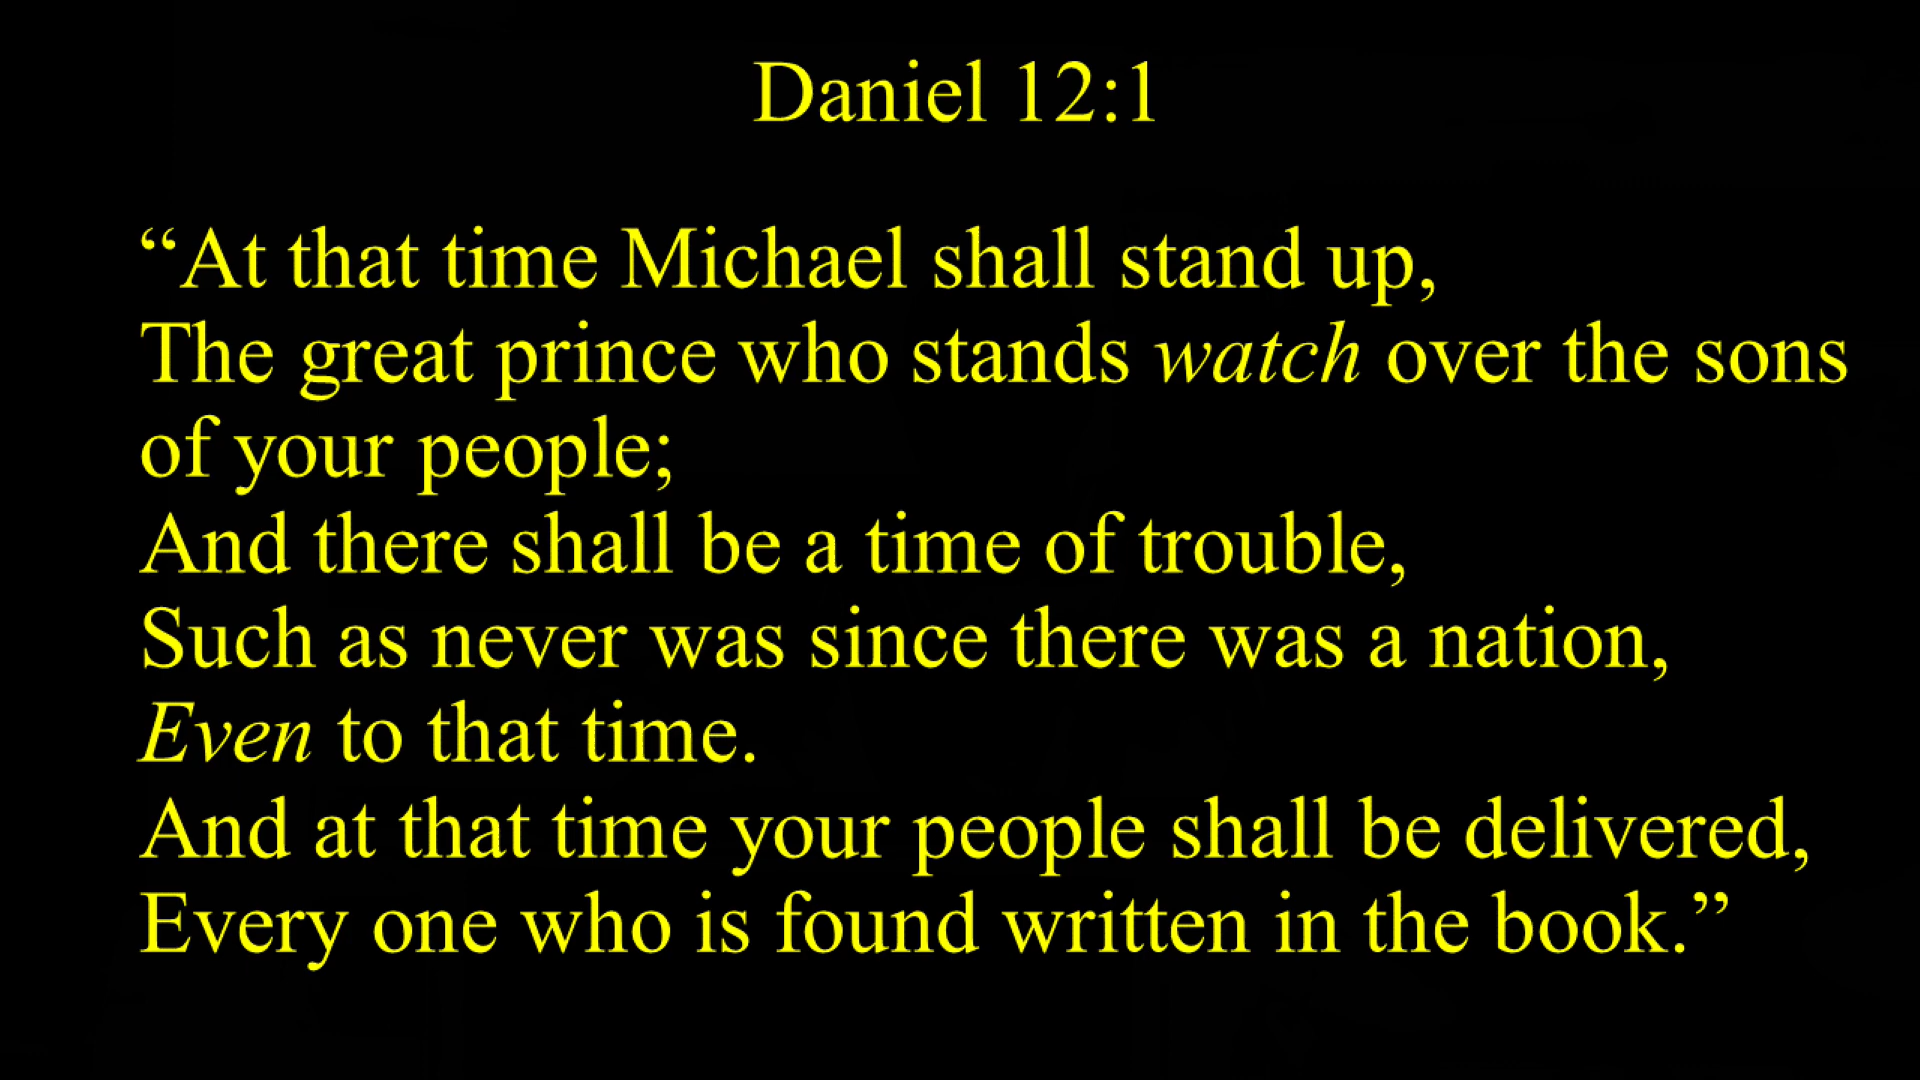 Daniel 12:1
“At that time Michael shall stand up,
The great prince who stands watch over the sons
of your people;
And there shall be a time of trouble,
Such as never was since there was a nation,
Even to that time.
And at that time your people shall be delivered,
Every one who is found written in the book.”